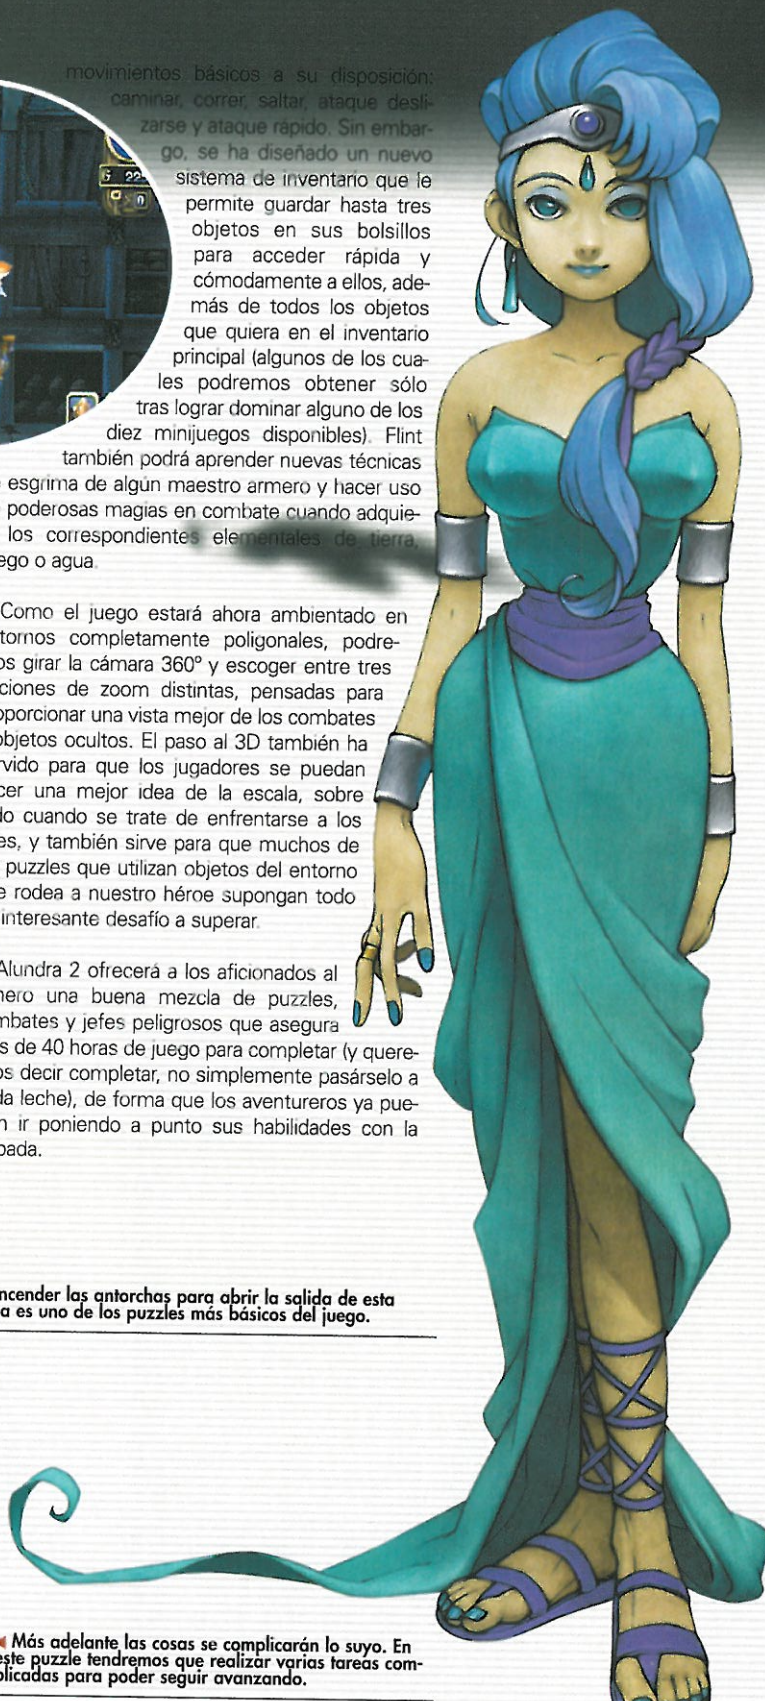 movimientos básicos a su disposición:
caminar, correr, saltar, ataque desli-
zarse y ataque rápido. Sin embar-
go, se ha diseñado un nuevo
sistema de inventario que le
permite guardar hasta tres
objetos en sus bolsillos
para acceder rápida y
cómodamente a ellos, ade-
más de todos los objetos
que quiera en el inventario
principal (algunos de los cua-
les podremos obtener sólo
tras lograr dominar alguno de los
diez minijuegos disponibles). Flint
también podrá aprender nuevas técnicas
esgrima de algún maestro armero y hacer uso
poderosas magias en combate cuando adquie-
los correspondientes elementales de tierra,
ego o agua.
Como el juego estará ahora ambientado en
tornos completamente poligonales, podre-
os girar la cámara 360º y escoger entre tres
ciones de zoom distintas, pensadas para
oporcionar una vista mejor de los combates
objetos ocultos. El paso al 3D también ha
rvido para que los jugadores se puedan
cer una mejor idea de la escala, sobre
do cuando se trate de enfrentarse a los
es, y también sirve para que muchos de
puzzles que utilizan objetos del entorno
e rodea a nuestro héroe supongan todo
interesante desafío a superar.
Alundra 2 ofrecerá a los aficionados al
nero una buena mezcla de puzzles,
mbates y jefes peligrosos que asegura
s de 40 horas de juego para completar (y quere-
os decir completar, no simplemente pasárselo a
da leche), de forma que los aventureros ya pue-
n ir poniendo a punto sus habilidades con la
pada.
ncender las antorchas para abrir la salida de esta
a es uno de los puzzles más básicos del juego.
Más adelante las cosas se complicarán lo suyo. En
este puzzle tendremos que realizar varias tareas com-
plicadas para poder seguir avanzando.